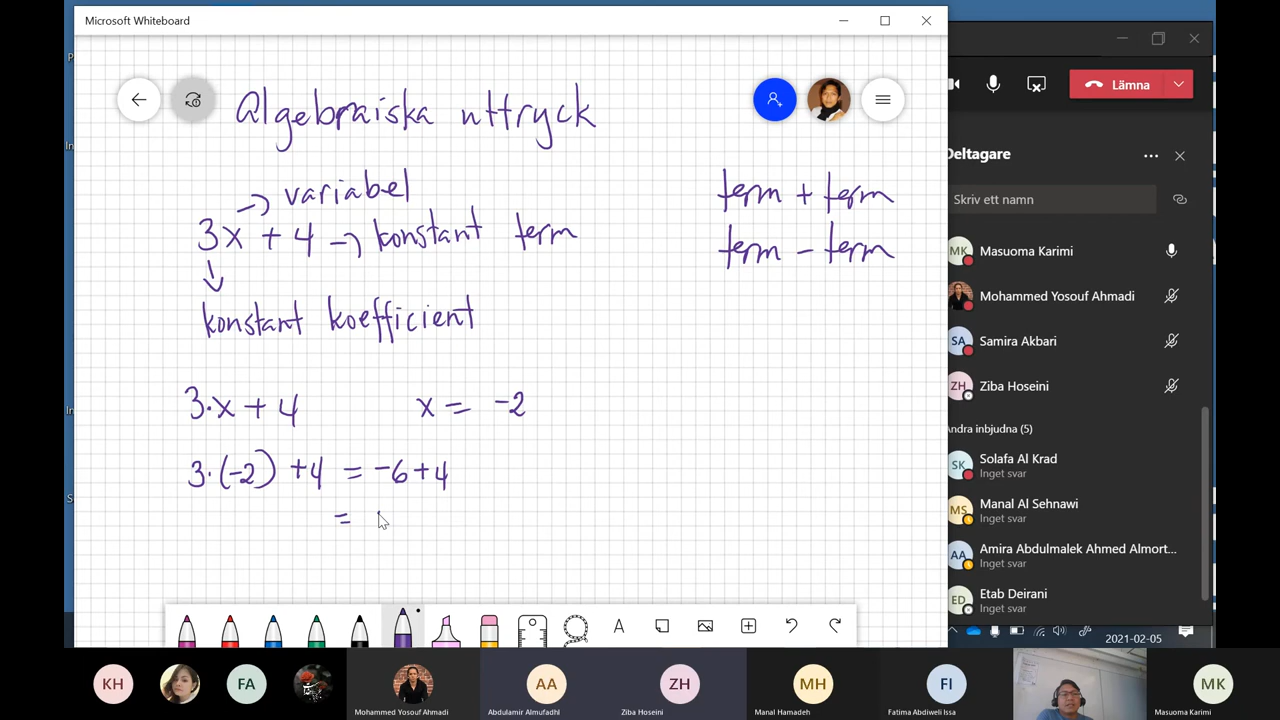 Microsoft Whiteboard
Algebraiska uttryck
-> variabel
3x + 4 -> konstant term
konstant koefficient
term + term
term - term
3·x + 4 x = -2
3·(-2) +4 = -6+4
=
A
Lämna
Deltagare
Skriv ett namn
MK Masuoma Karimi
Mohammed Yosouf Ahmadi
SA Samira Akbari
ZH Ziba Hoseini
Andra inbjudna (5)
SK Solafa Al Krad
Inget svar
MS Manal Al Sehnawi
Inget svar
AA Amira Abdulmalek Ahmed Almort...
Inget svar
ED Etab Deirani
Inget svar
2021-02-05
KH
FA
Mohammed Yosouf Ahmadi
AA
Abdulamir Almufadhl
ZH
Ziba Hoseini
MH
Manal Hamadeh
FI
Fatima Abdiweli Issa
MK
Masuoma Karimi